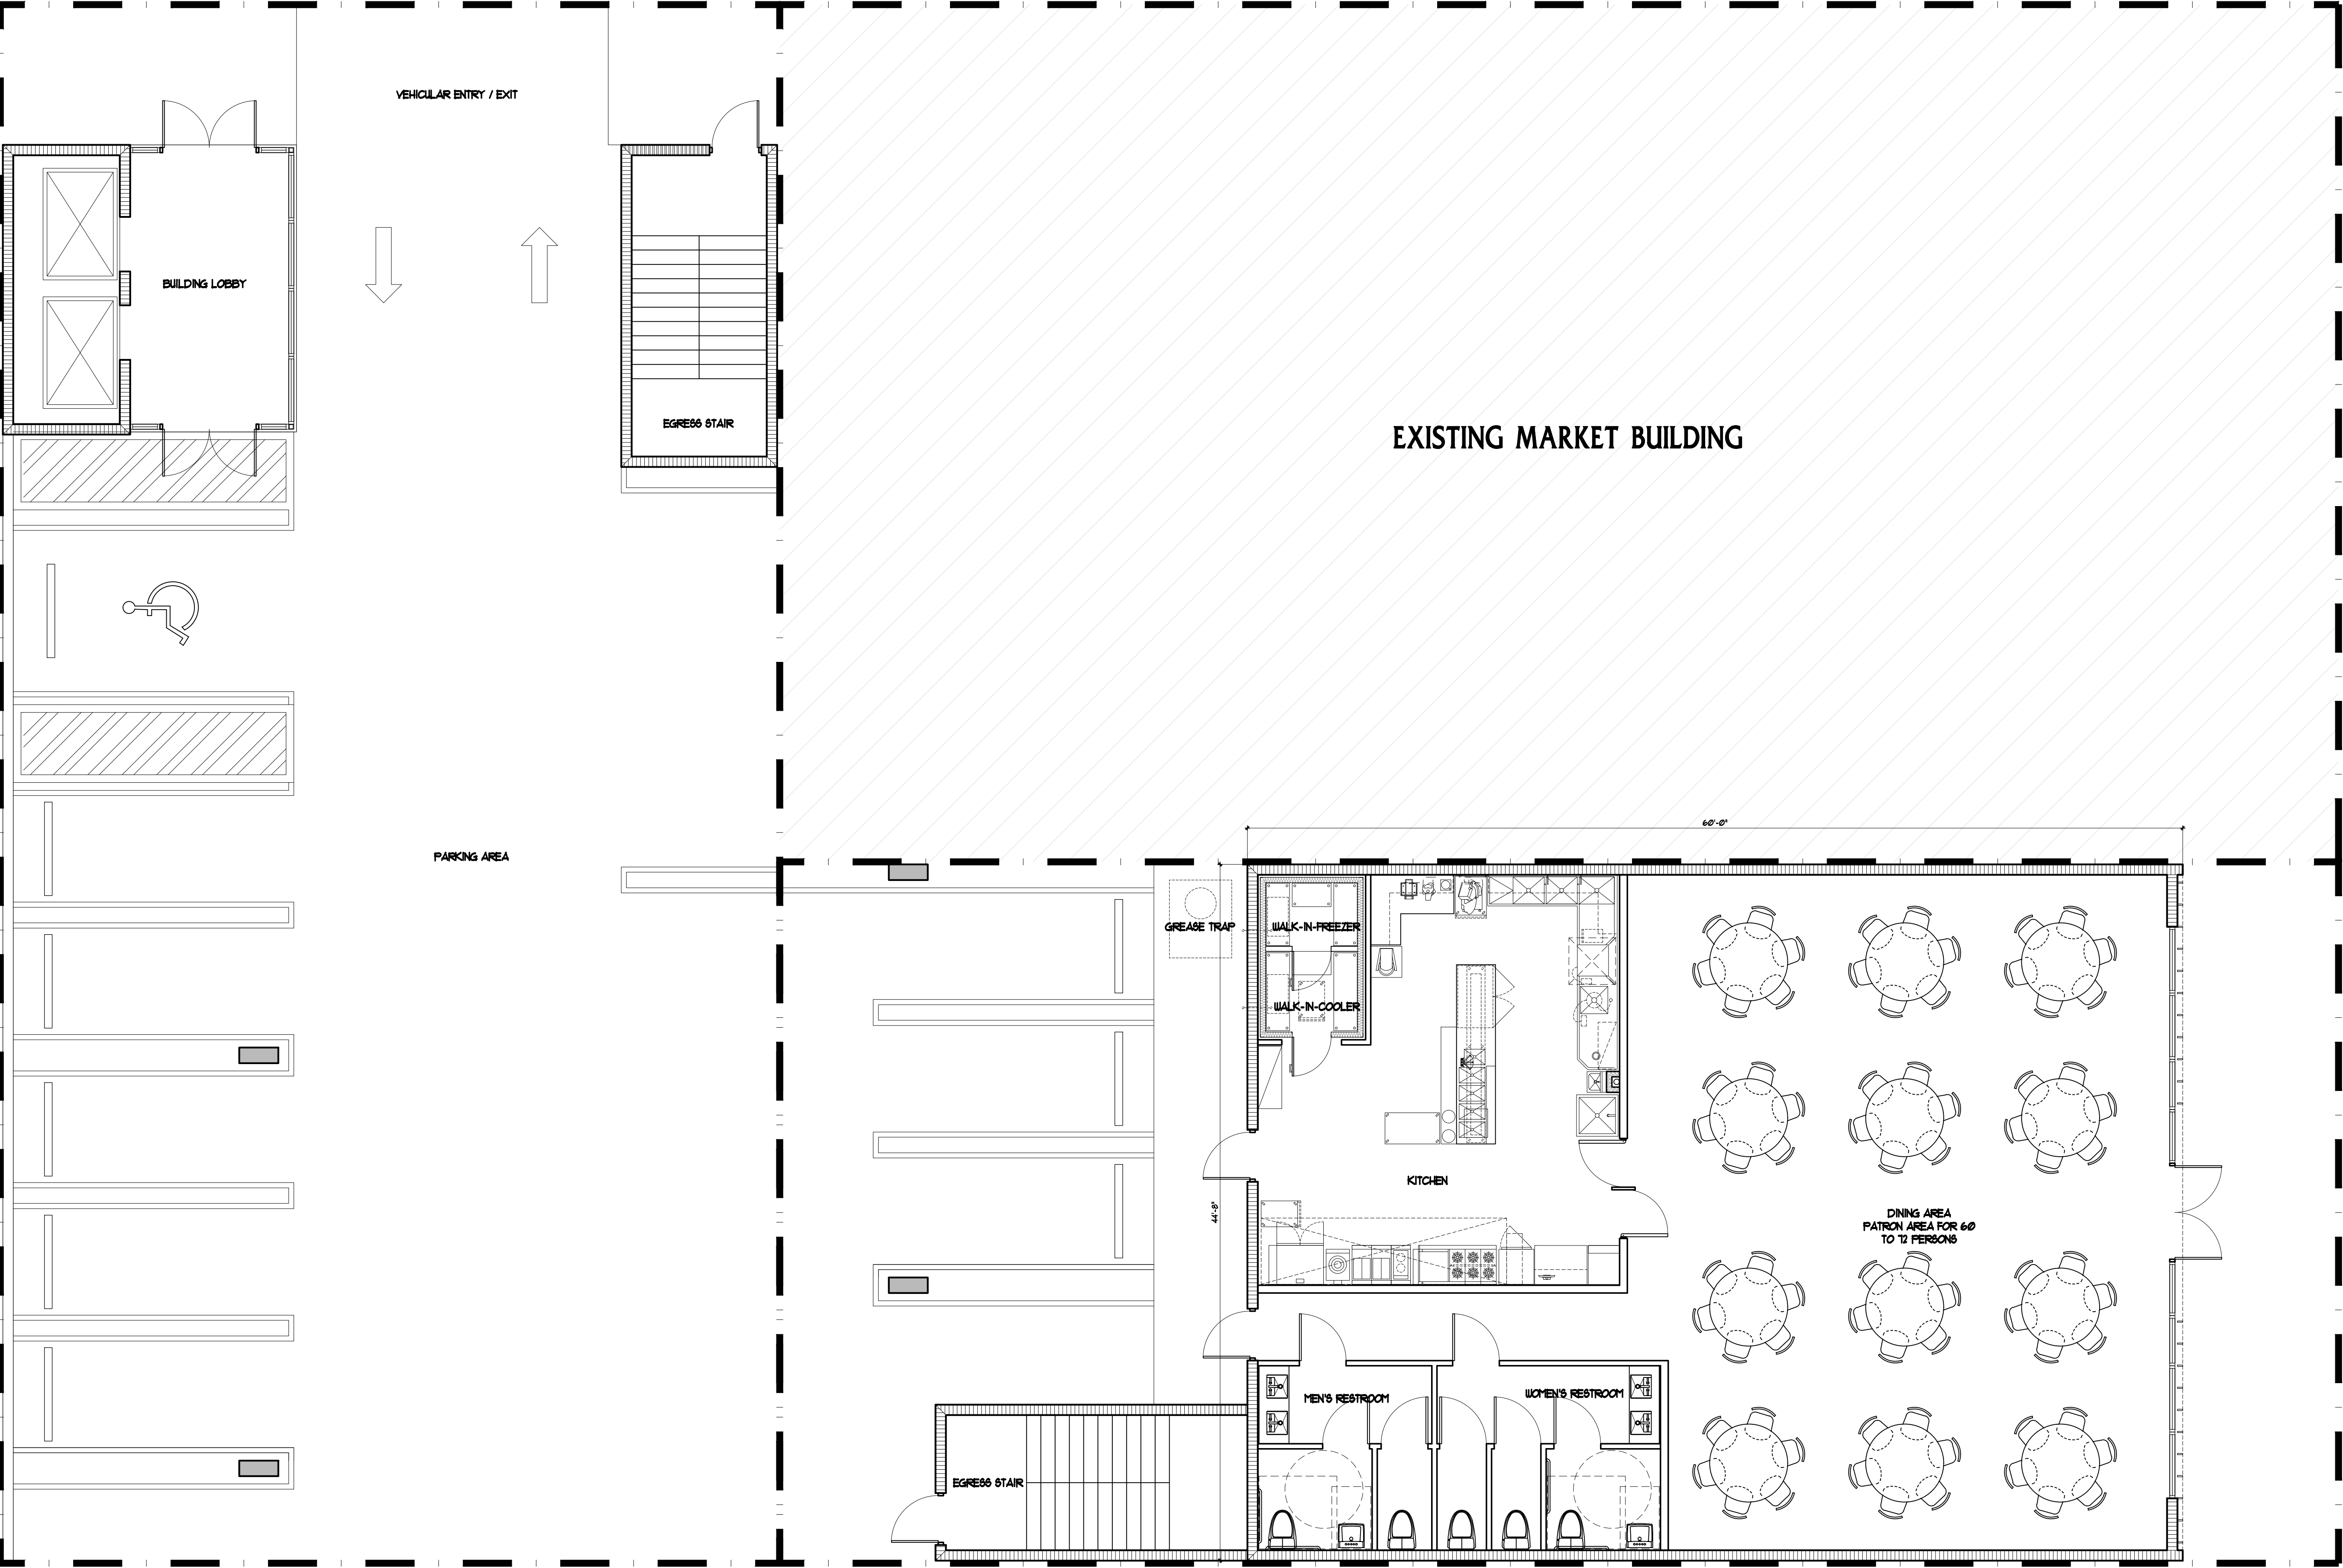 VEHICULAR ENTRY / EXIT
BUILDING LOBBY
EGRESS STAIR
EXISTING MARKET BUILDING
60'-0"
PARKING AREA
GREASE TRAP
WALK-IN-FREEZER
WALK-IN-COOLER
KITCHEN
44'-8"
DINING AREA
PATRON AREA FOR 60
TO 72 PERSONS
MEN'S RESTROOM
WOMEN'S RESTROOM
EGRESS STAIR